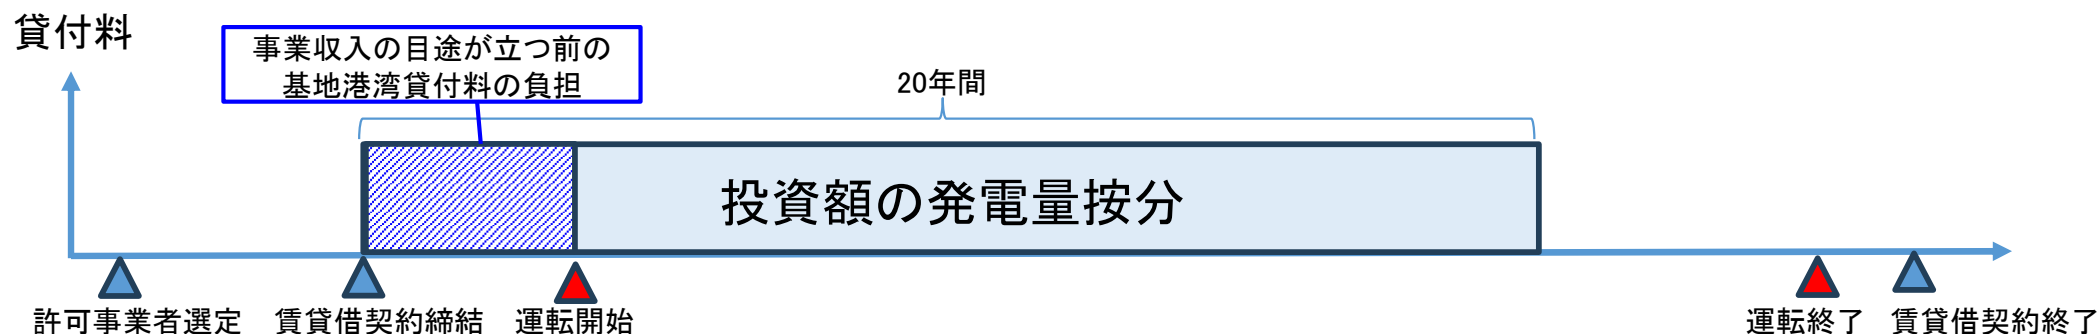 貸付料
事業収入の目途が立つ前の
基地港湾貸付料の負担
20年間
投資額の発電量按分
許可事業者選定
賃貸借契約締結
運転開始
運転終了
賃貸借契約終了